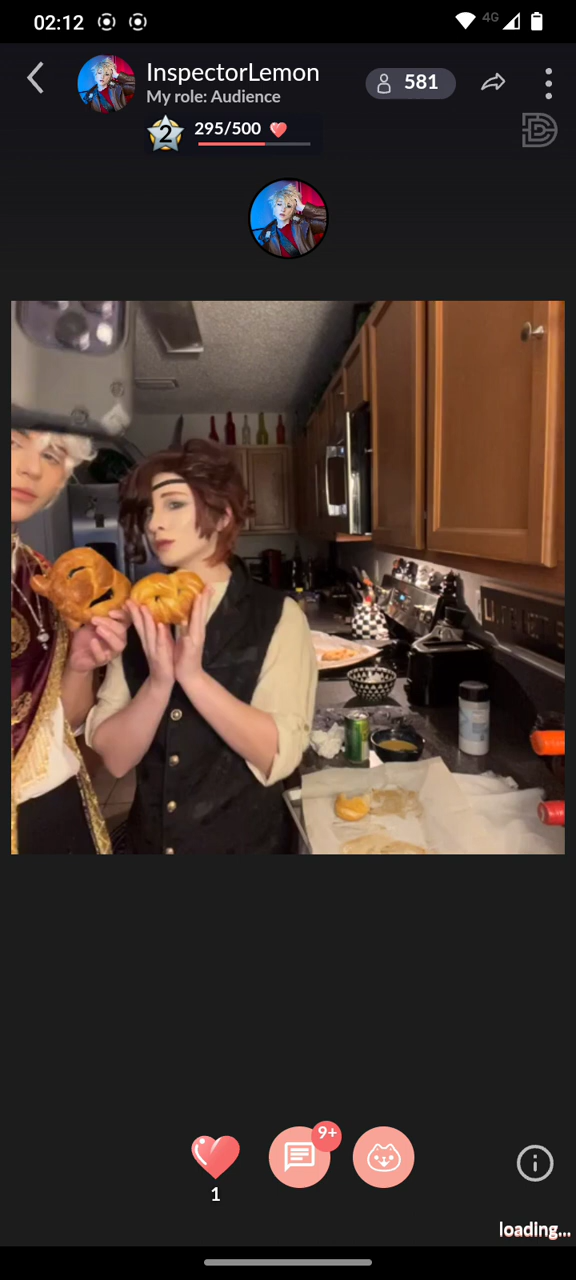 02:12
4G
InspectorLemon
581
My role: Audience
2
295/500
9+
1
loading...